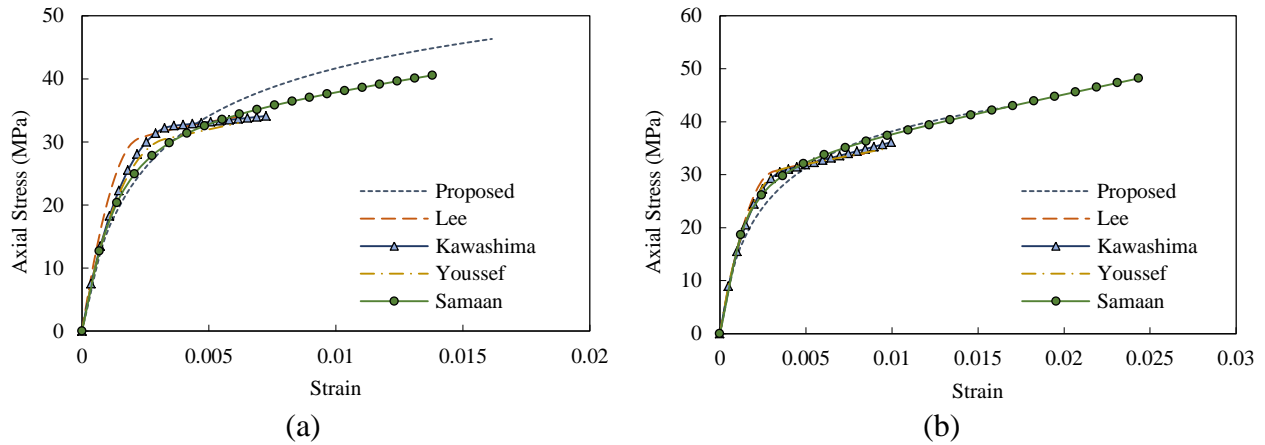 50
40
30
20
10
0
Axial Stress (MPa)
0
0.005
0.01
0.015
0.02
Strain
Proposed
Lee
Kawashima
Youssef
Samaan
(a)
60
50
40
30
20
10
0
Axial Stress (MPa)
0
0.005
0.01
0.015
0.02
0.025
0.03
Strain
Proposed
Lee
Kawashima
Youssef
Samaan
(b)